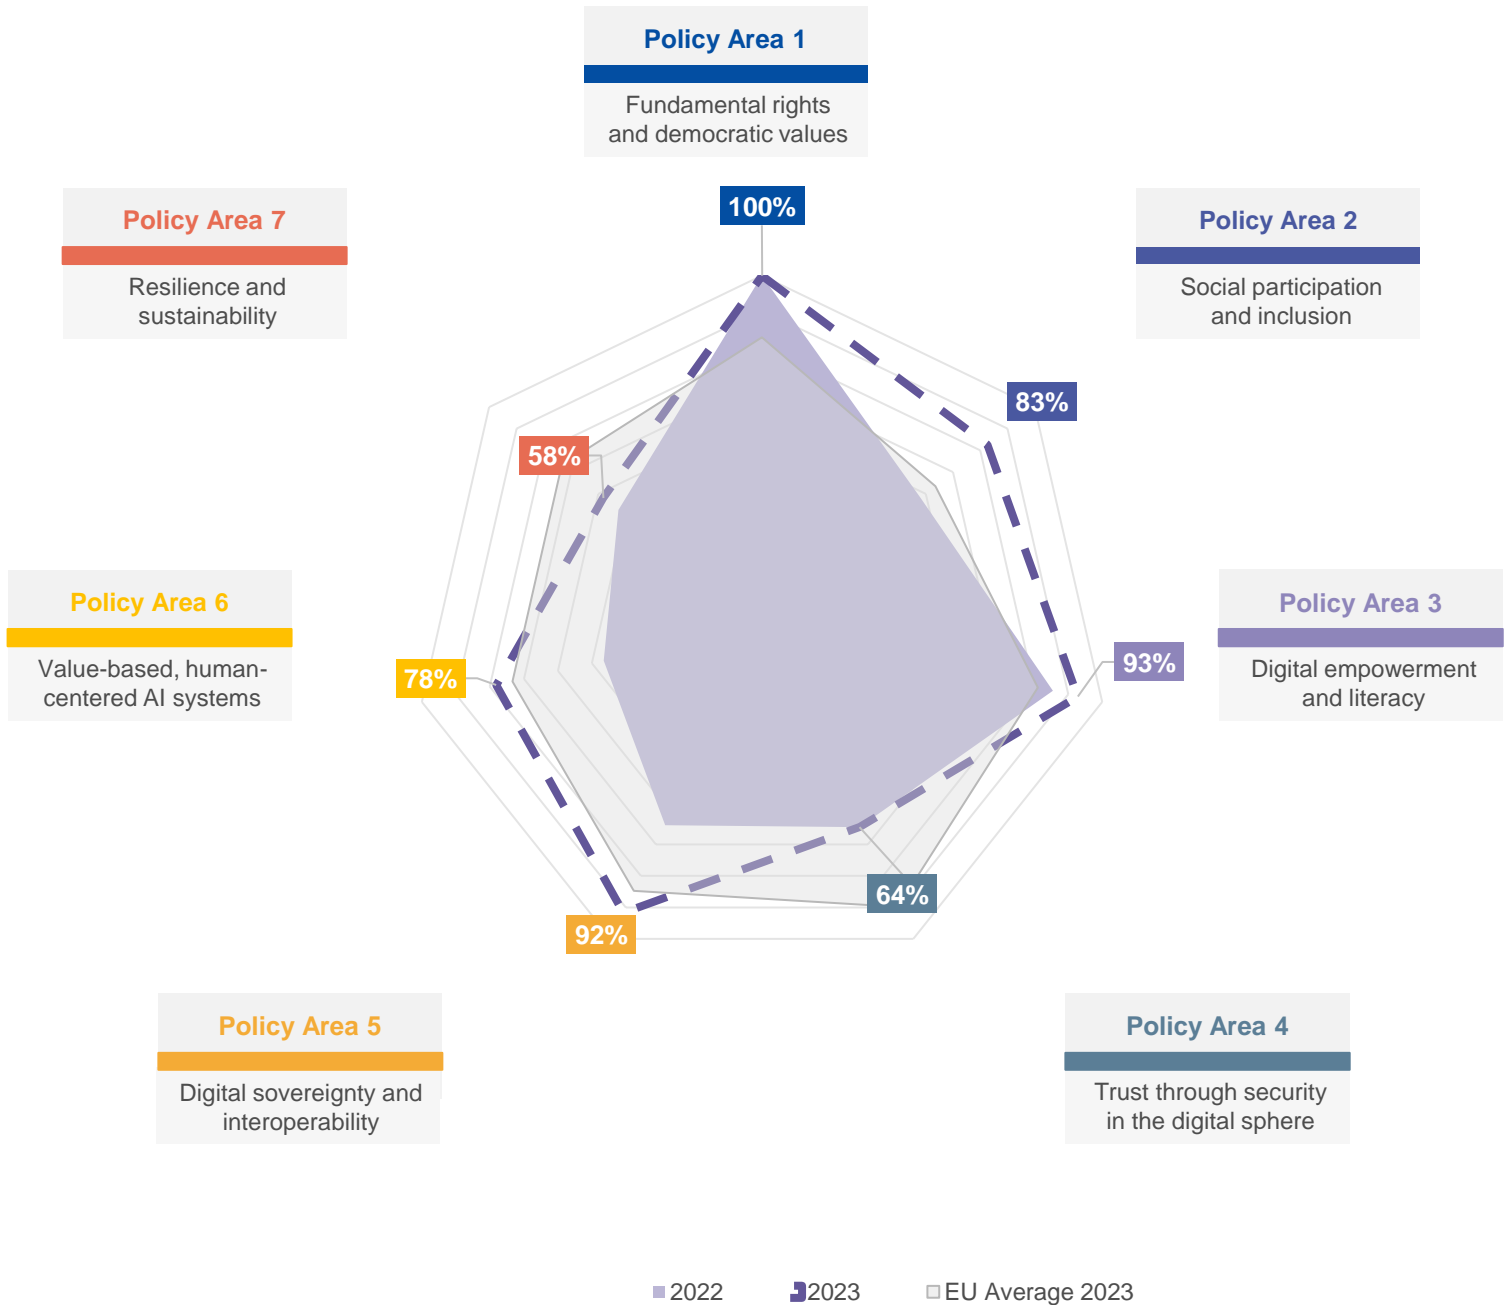 Policy Area 1
Fundamental rights
and democratic values
100%
Policy Area 7
Resilience and
sustainability
Policy Area 2
Social participation
and inclusion
83%
58%
Policy Area 6
Value-based, human-
centered AI systems
78%
Policy Area 3
Digital empowerment
and literacy
93%
64%
92%
Policy Area 5
Digital sovereignty and
interoperability
Policy Area 4
Trust through security
in the digital sphere
2022
2023
EU Average 2023